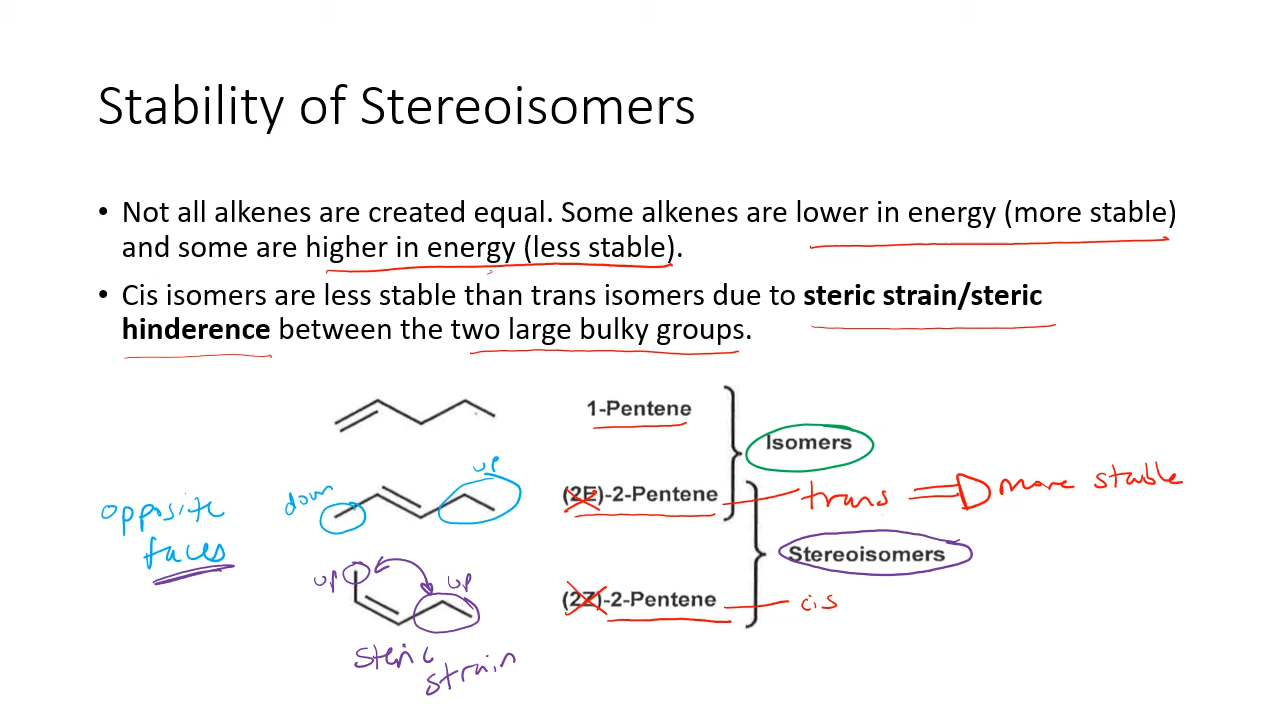 Stability of Stereoisomers
• Not all alkenes are created equal. Some alkenes are lower in energy (more stable)
and some are higher in energy (less stable).
• Cis isomers are less stable than trans isomers due to steric strain/steric
hinderence between the two large bulky groups.
1-Pentene
Isomers
up
down
(2E)-2-Pentene
trans
more stable
opposite
faces
Stereoisomers
up
up
(2Z)-2-Pentene
cis
steric
strain